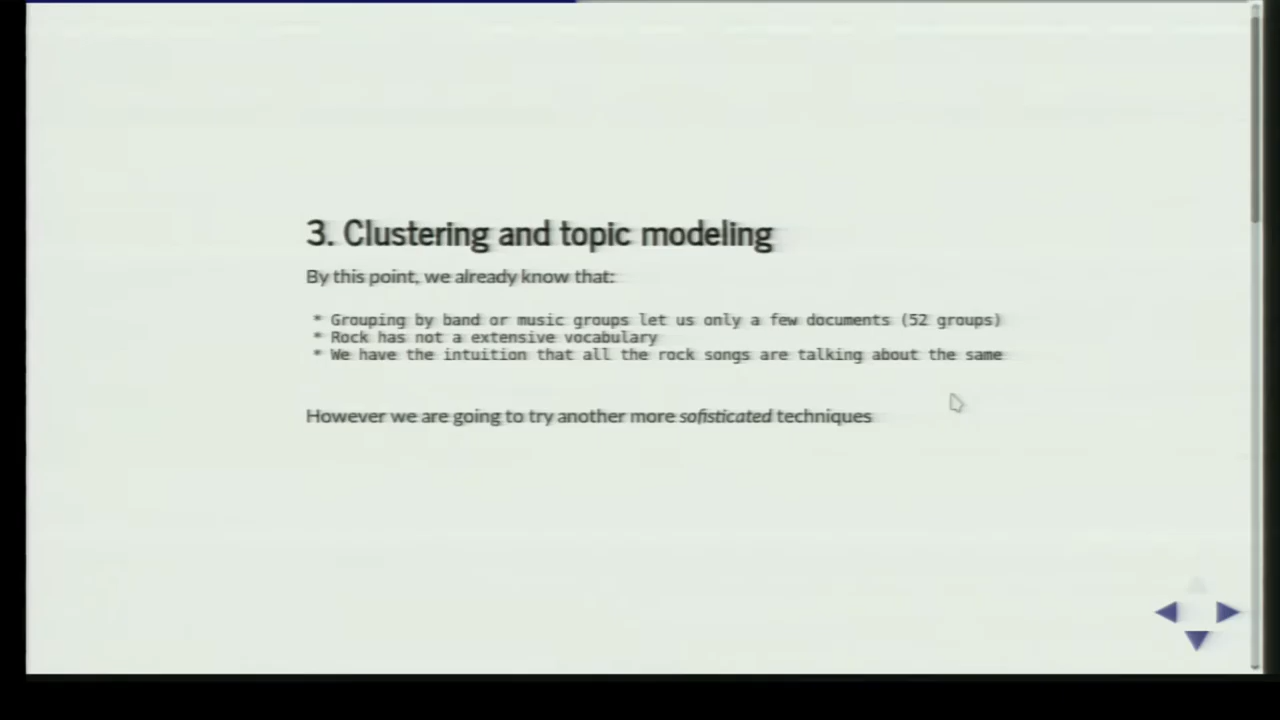 3. Clustering and topic modeling
By this point, we already know that:
* Grouping by band or music groups let us only a few documents (52 groups)
* Rock has not a extensive vocabulary
* We have the intuition that all the rock songs are talking about the same
However we are going to try another more sofisticated techniques